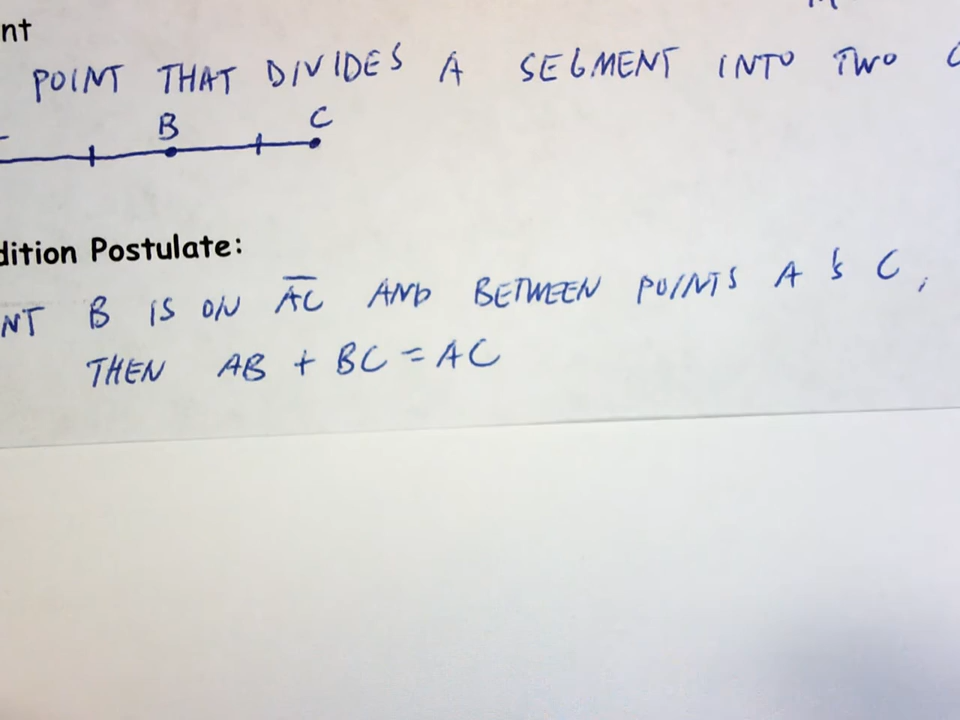 nt
POINT THAT DIVIDES A SEGMENT INTO TWO
B C
dition Postulate:
NT B IS ON A̅C̅ AND BETWEEN POINTS A & C,
THEN AB + BC = AC